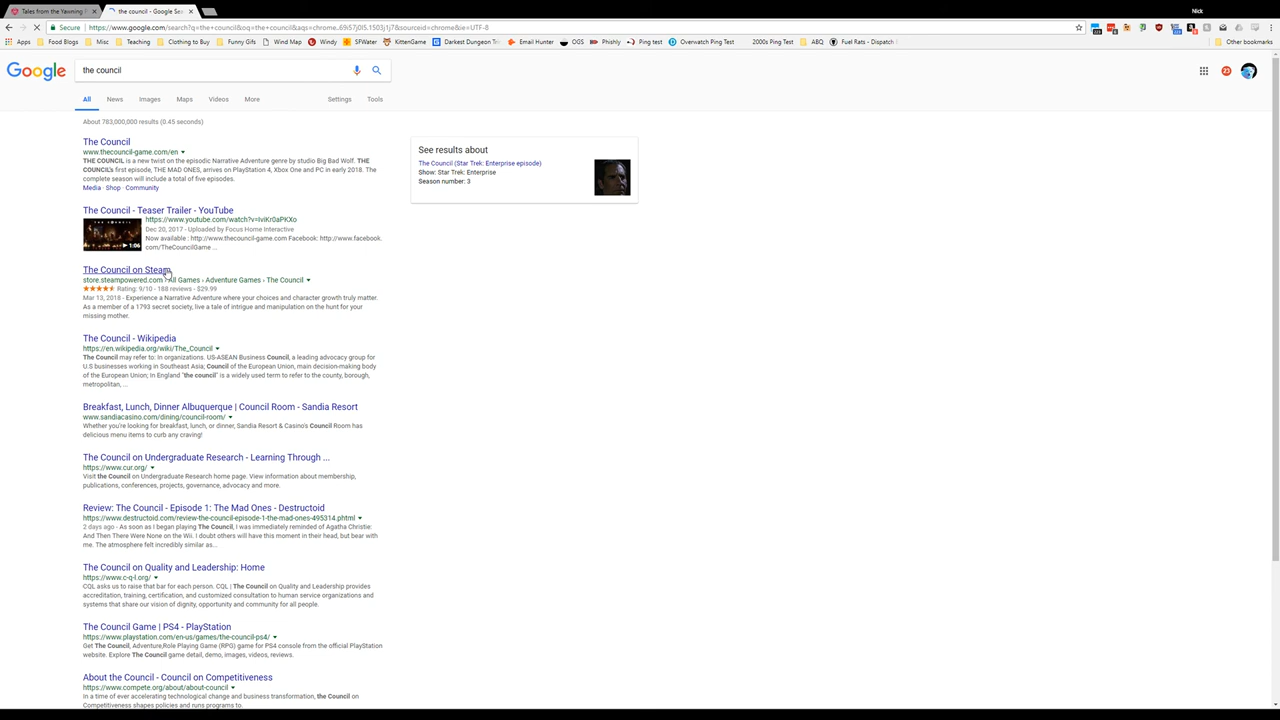 Tales from the Yawning P
the council - Google Sea
Nick
Secure
https://www.google.com/search?q=the+council&oq=the+council&aqs=chrome..69i57j0l5.1503j1j7&sourceid=chrome&ie=UTF-8
Apps
Food Blogs
Misc
Teaching
Clothing to Buy
Funny Gifs
Wind Map
Windy
SFWater
KittenGame
Darkest Dungeon Tr
Email Hunter
OGS
Phishly
Ping test
Overwatch Ping Test
2000s Ping Test
ABQ
Fuel Rats - Dispatch
Other bookmarks
Google
the council
23
All
News
Images
Maps
Videos
More
Settings
Tools
About 783,000,000 results (0.45 seconds)
The Council
www.thecouncil-game.com/en
THE COUNCIL is a new twist on the episodic Narrative Adventure genre by studio Big Bad Wolf. THE
COUNCIL's first episode, THE MAD ONES, arrives on PlayStation 4, Xbox One and PC in early 2018. The
complete season will include a total of five episodes.
Media · Shop · Community
See results about
The Council (Star Trek: Enterprise episode)
Show: Star Trek: Enterprise
Season number: 3
The Council - Teaser Trailer - YouTube
https://www.youtube.com/watch?v=IviKr0aPKXo
Dec 20, 2017 - Uploaded by Focus Home Interactive
Now available : http://www.thecouncil-game.com Facebook: http://www.facebook.
com/TheCouncilGame ...
1:06
The Council on Steam
store.steampowered.com › All Games › Adventure Games › The Council
Rating: 9/10 - 188 reviews - $29.99
Mar 13, 2018 - Experience a Narrative Adventure where your choices and character growth truly matter.
As a member of a 1793 secret society, live a tale of intrigue and manipulation on the hunt for your
missing mother.
The Council - Wikipedia
https://en.wikipedia.org/wiki/The_Council
The Council may refer to: In organizations. US-ASEAN Business Council, a leading advocacy group for
U.S businesses working in Southeast Asia; Council of the European Union, main decision-making body
of the European Union; In England "the council" is a widely used term to refer to the county, borough,
metropolitan, ...
Breakfast, Lunch, Dinner Albuquerque | Council Room - Sandia Resort
www.sandiacasino.com/dining/council-room/
Whether you're looking for breakfast, lunch, or dinner, Sandia Resort & Casino's Council Room has
delicious menu items to curb any craving!
The Council on Undergraduate Research - Learning Through ...
https://www.cur.org/
Visit the Council on Undergraduate Research home page. View information about membership,
publications, conferences, projects, governance, advocacy and more.
Review: The Council - Episode 1: The Mad Ones - Destructoid
https://www.destructoid.com/review-the-council-episode-1-the-mad-ones-495314.phtml
2 days ago - As soon as I began playing The Council, I was immediately reminded of Agatha Christie:
And Then There Were None on the Wii. I doubt others will have this moment in their head, but bear with
me. The atmosphere felt incredibly similar as...
The Council on Quality and Leadership: Home
https://www.c-q-l.org/
CQL asks us to raise that bar for each person. CQL | The Council on Quality and Leadership provides
accreditation, training, certification, and customized consultation to human service organizations and
systems that share our vision of dignity, opportunity and community for all people.
The Council Game | PS4 - PlayStation
https://www.playstation.com/en-us/games/the-council-ps4/
Get The Council, Adventure,Role Playing Game (RPG) game for PS4 console from the official PlayStation
website. Explore The Council game detail, demo, images, videos, reviews.
About the Council - Council on Competitiveness
https://www.compete.org/about/about-council
In a time of ever accelerating technological change and business transformation, the Council on
Competitiveness shapes policies and runs programs to.